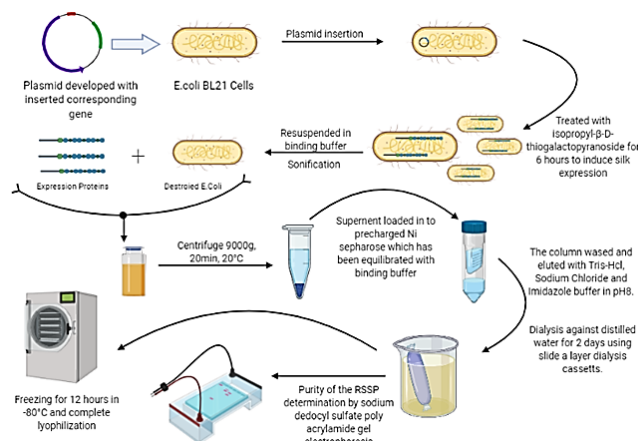 Plasmid insertion
Plasmid developed with
inserted corresponding
gene
E.coli BL21 Cells
Treated with
isopropyl-β-D-
thiogalactopyranoside for
6 hours to induce silk
expression
Resuspended in
binding buffer
Sonification
Expression Proteins
Destroied E.Coli
Centrifuge 9000g,
20min, 20°C
Supernent loaded in to
precharged Ni
sepharose which has
been equilibrated with
binding buffer
The column wased and
eluted with Tris-Hcl,
Sodium Chloride and
Imidazole buffer in pH8.
Dialysis against distilled
water for 2 days using
slide a layer dialysis
cassetts.
Purity of the RSSP
determination by sodium
dedocyl sulfate poly
acrylamide gel
electrophoresis
Freezing for 12 hours in
-80°C and complete
lyophilization